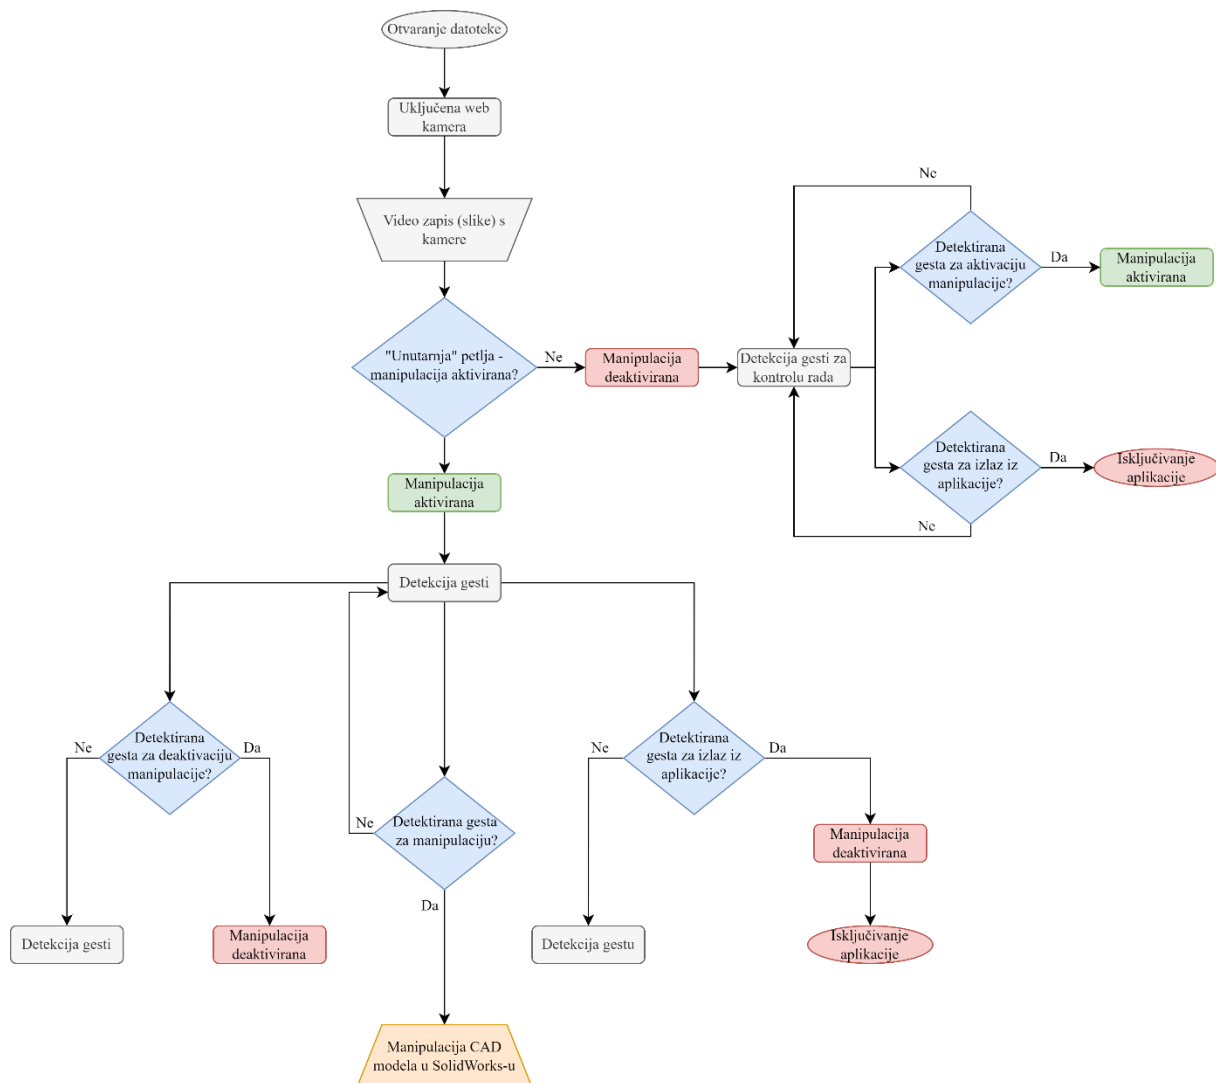 Otvaranje datoteke
Uključena web
kamera
Video zapis (slike) s
kamere
"Unutarnja" petlja -
manipulacija aktivirana?
Ne
Manipulacija
deaktivirana
Detekcija gesti za
kontrolu rada
Ne
Detektirana
gesta za aktivaciju
manipulacije?
Da
Manipulacija
aktivirana
Detektirana
gesta za izlaz iz
aplikacije?
Da
Isključivanje
aplikacije
Ne
Manipulacija
aktivirana
Detekcija gesti
Detektirana
gesta za deaktivaciju
manipulacije?
Ne
Da
Detekcija gesti
Manipulacija
deaktivirana
Detektirana gesta
za manipulaciju?
Ne
Da
Manipulacija CAD
modela u SolidWorks-u
Detektirana
gesta za izlaz iz
aplikacije?
Ne
Da
Detekcija gestu
Manipulacija
deaktivirana
Isključivanje
aplikacije